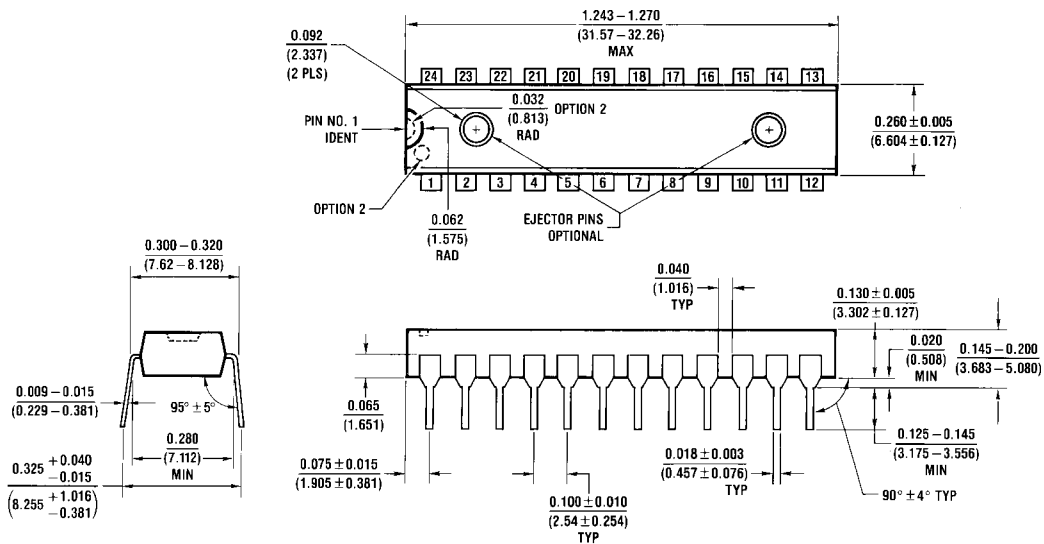 1.243 – 1.270
(31.57 – 32.26)
MAX
0.092
(2.337)
(2 PLS)
24 23 22 21 20 19 18 17 16 15 14 13
0.032
(0.813)
RAD
OPTION 2
PIN NO. 1
IDENT
0.260 ± 0.005
(6.604 ± 0.127)
1 2 3 4 5 6 7 8 9 10 11 12
OPTION 2
0.062
(1.575)
RAD
EJECTOR PINS
OPTIONAL
0.300 – 0.320
(7.62 – 8.128)
0.040
(1.016)
TYP
0.130 ± 0.005
(3.302 ± 0.127)
0.020
(0.508)
MIN
0.145 – 0.200
(3.683 – 5.080)
0.009 – 0.015
(0.229 – 0.381)
95° ± 5°
0.280
(7.112)
MIN
0.325 + 0.040
– 0.015
(8.255 + 1.016
– 0.381)
0.065
(1.651)
0.075 ± 0.015
(1.905 ± 0.381)
0.100 ± 0.010
(2.54 ± 0.254)
TYP
0.018 ± 0.003
(0.457 ± 0.076)
TYP
0.125 – 0.145
(3.175 – 3.556)
MIN
90° ± 4° TYP